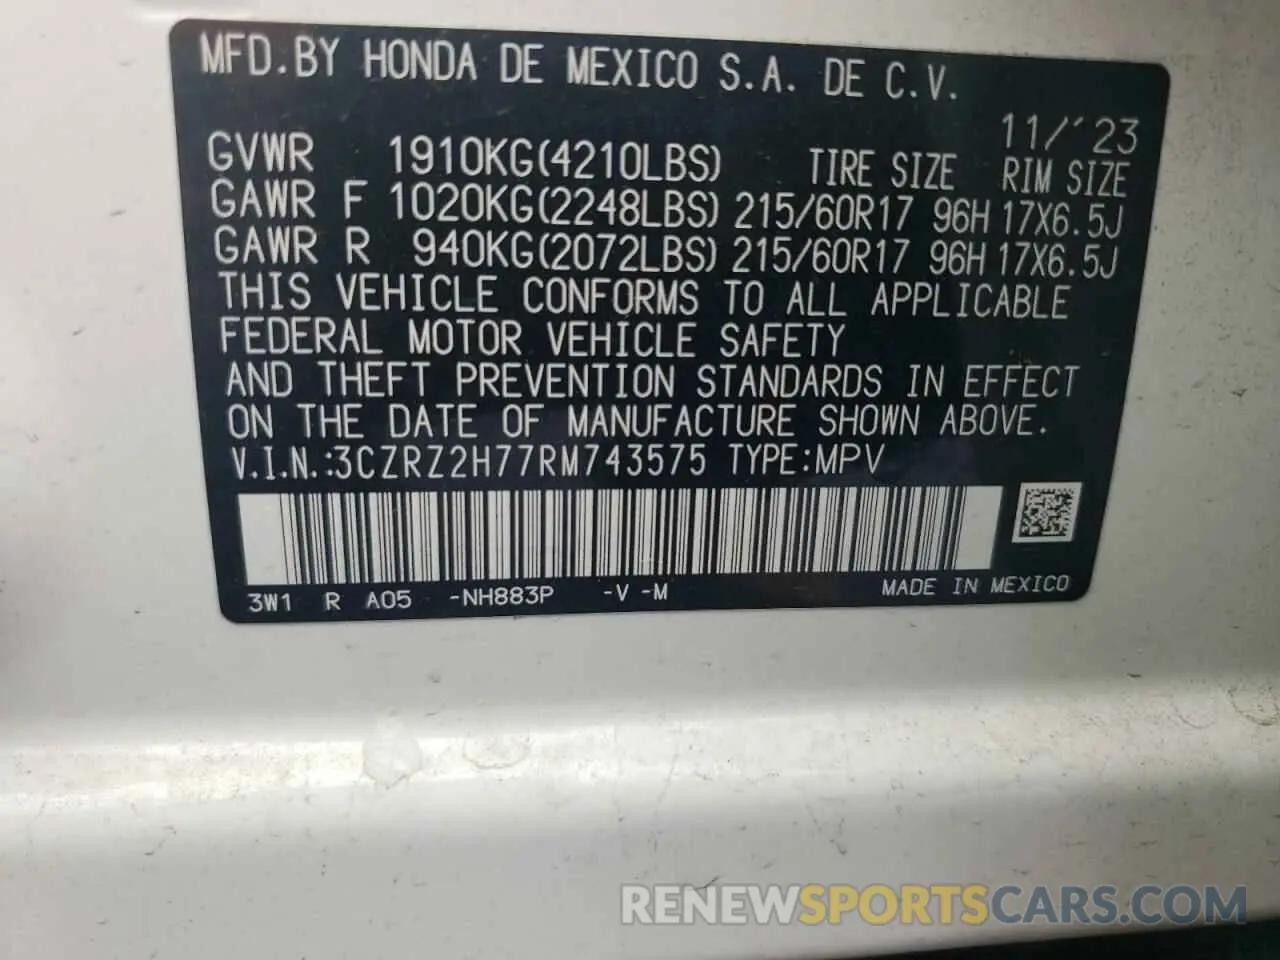 MFD.BY HONDA DE MEXICO S.A. DE C.V.
11/'23
GVWR 1910KG(4210LBS) TIRE SIZE RIM SIZE
GAWR F 1020KG(2248LBS) 215/60R17 96H 17X6.5J
GAWR R 940KG(2072LBS) 215/60R17 96H 17X6.5J
THIS VEHICLE CONFORMS TO ALL APPLICABLE
FEDERAL MOTOR VEHICLE SAFETY
AND THEFT PREVENTION STANDARDS IN EFFECT
ON THE DATE OF MANUFACTURE SHOWN ABOVE.
V.I.N.:3CZRZ2H77RM743575 TYPE:MPV
3W1 R A05 -NH883P -V -M MADE IN MEXICO
RENEWSPORTSCARS.COM